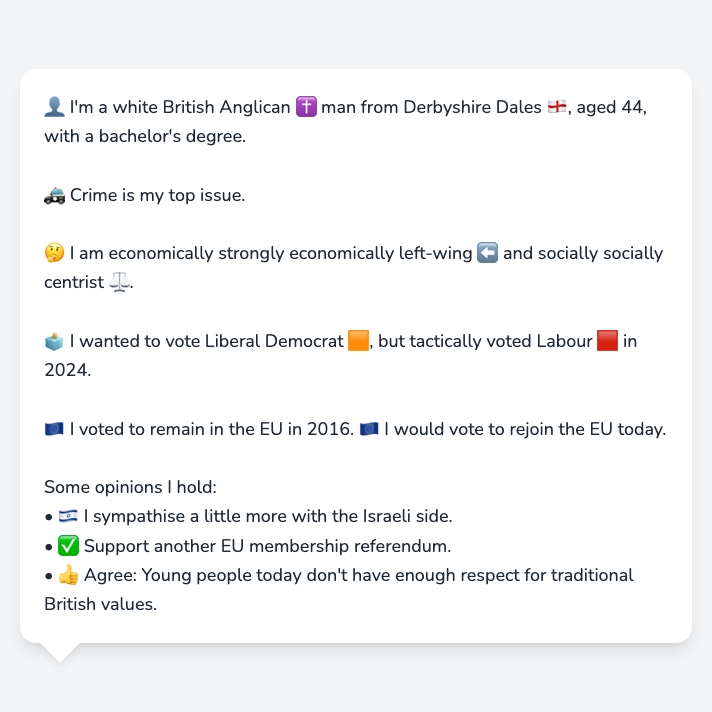 👤 I'm a white British Anglican ✝️ man from Derbyshire Dales 🏴󠁧󠁢󠁥󠁮󠁧󠁿, aged 44,
with a bachelor's degree.
🚓 Crime is my top issue.
🤔 I am economically strongly economically left-wing ⬅️ and socially socially
centrist ⚖️.
🗳️ I wanted to vote Liberal Democrat 🟧, but tactically voted Labour 🟥 in
2024.
🇪🇺 I voted to remain in the EU in 2016. 🇪🇺 I would vote to rejoin the EU today.
Some opinions I hold:
• 🇮🇱 I sympathise a little more with the Israeli side.
• ✅ Support another EU membership referendum.
• 👍 Agree: Young people today don't have enough respect for traditional
British values.